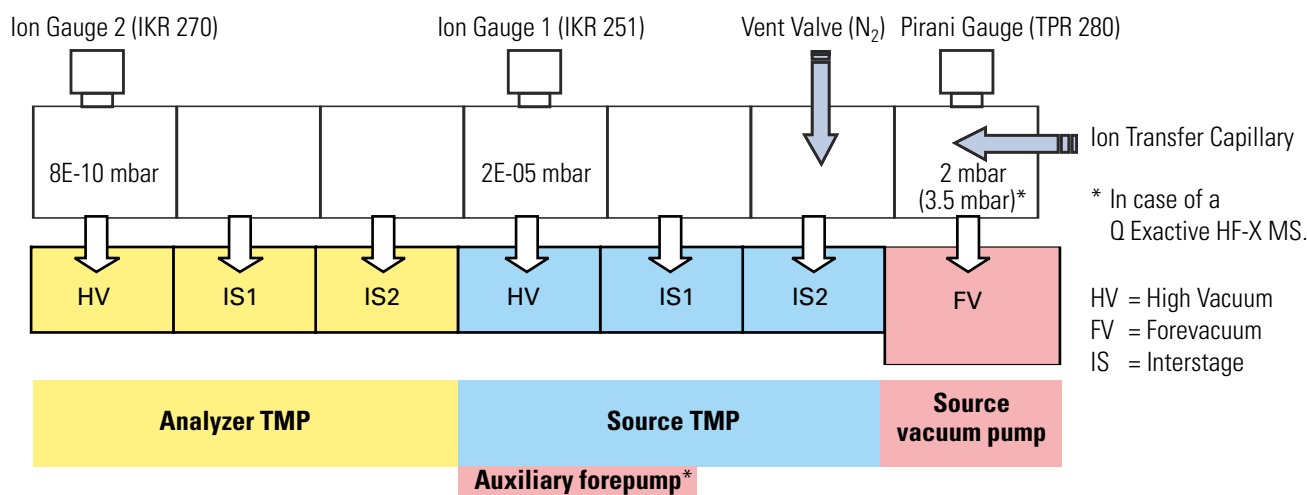 Ion Gauge 2 (IKR 270)
Ion Gauge 1 (IKR 251)
Vent Valve (N₂)
Pirani Gauge (TPR 280)
8E-10 mbar
2E-05 mbar
2 mbar
(3.5 mbar)*
Ion Transfer Capillary
* In case of a
Q Exactive HF-X MS.
HV
IS1
IS2
HV
IS1
IS2
FV
HV = High Vacuum
FV = Forevacuum
IS = Interstage
Analyzer TMP
Source TMP
Source
vacuum pump
Auxiliary forepump*